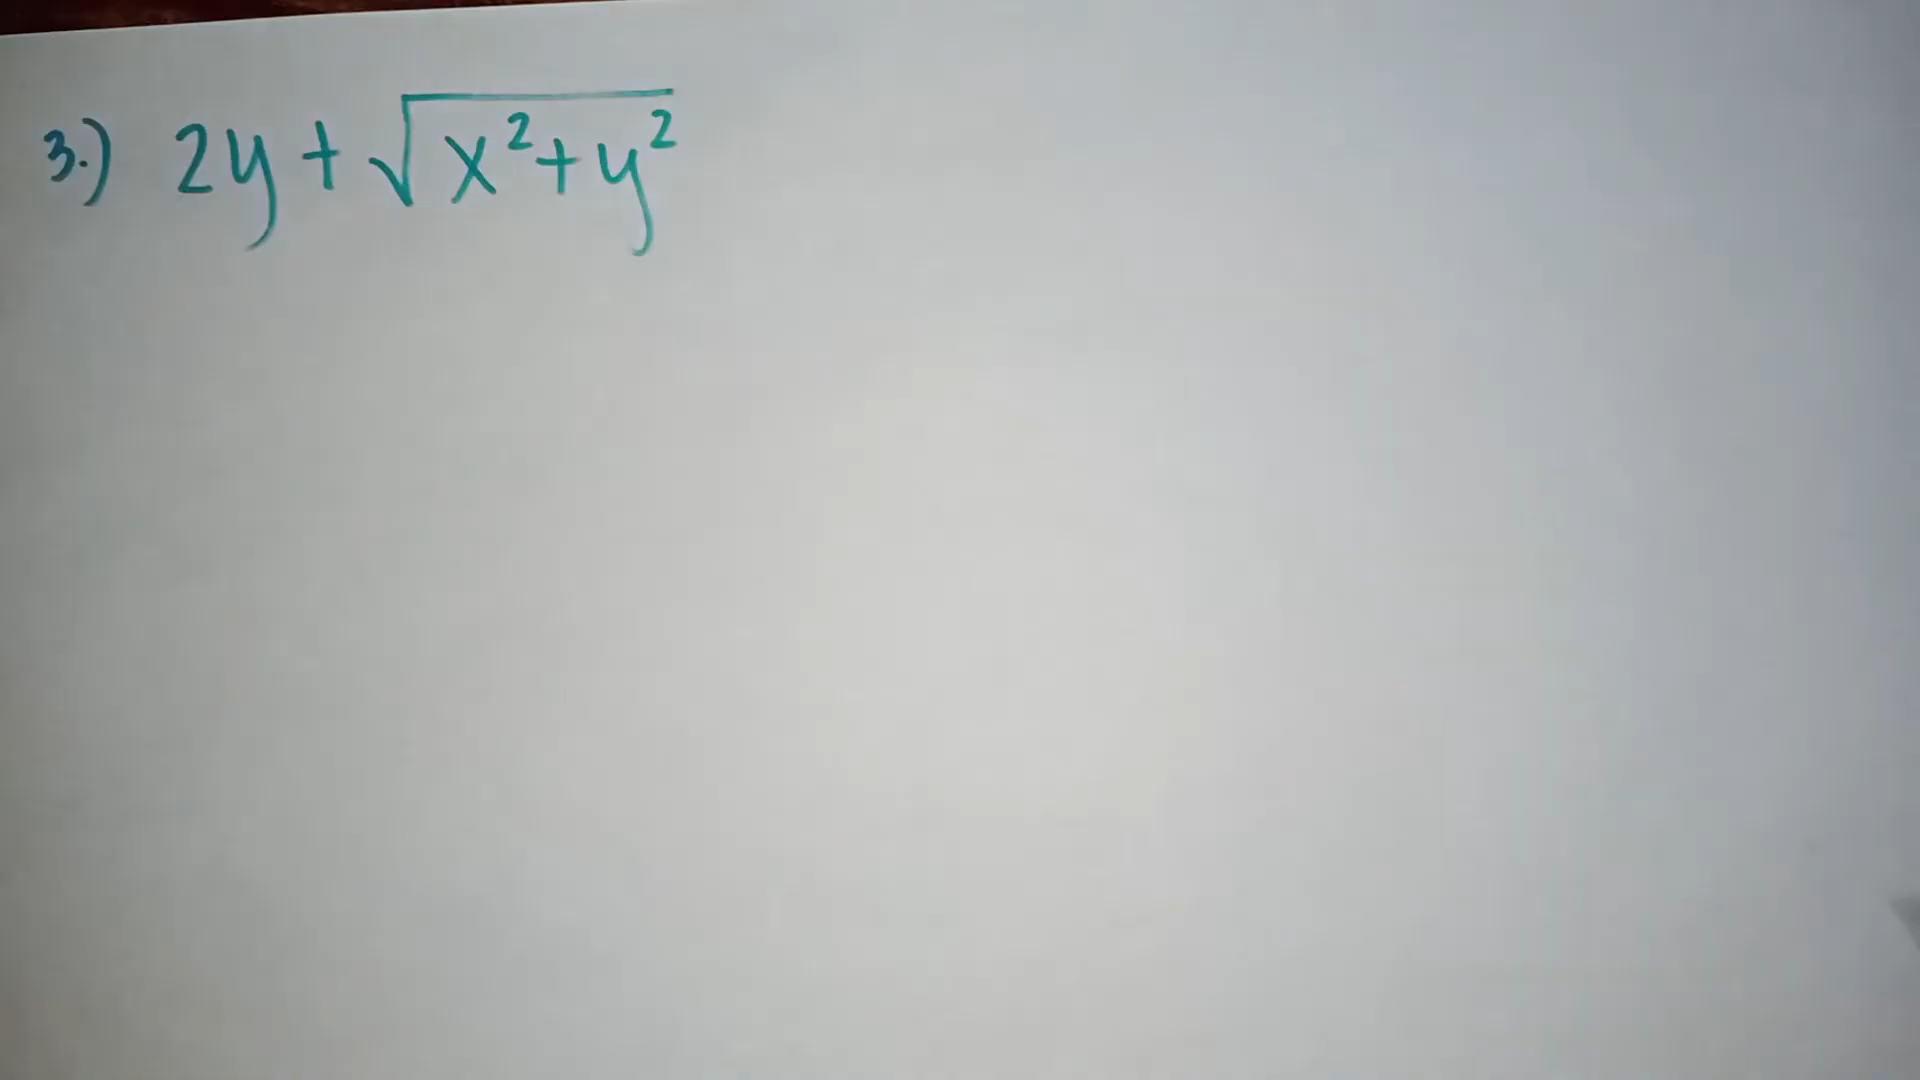 3.) 2y + √x²+y²